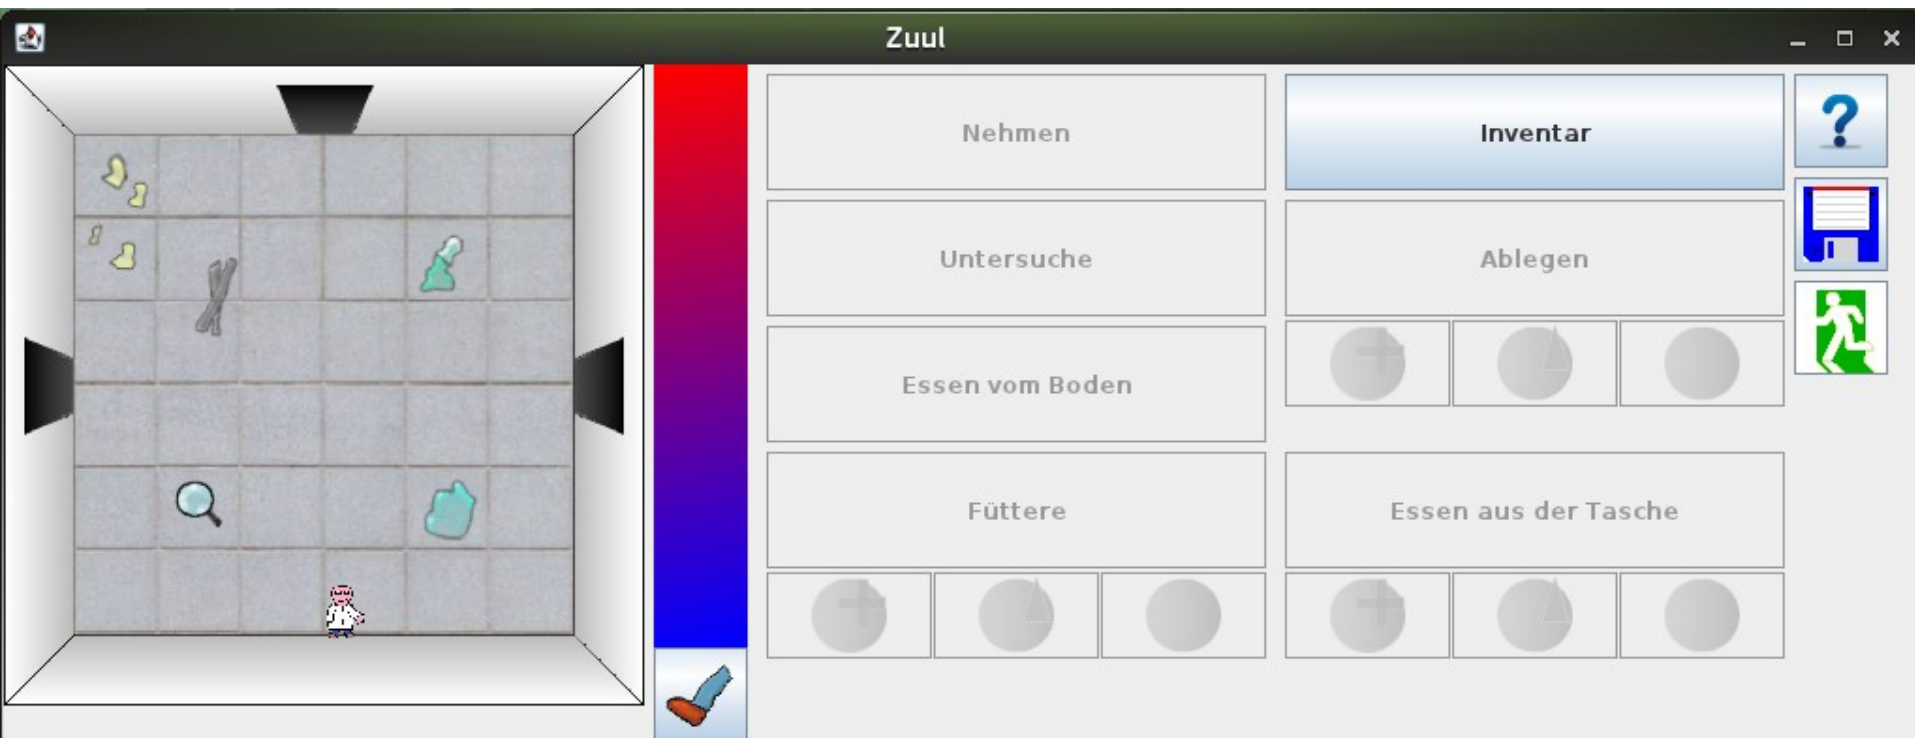 Zuul
Nehmen
Inventar
Untersuche
Ablegen
Essen vom Boden
Füttere
Essen aus der Tasche